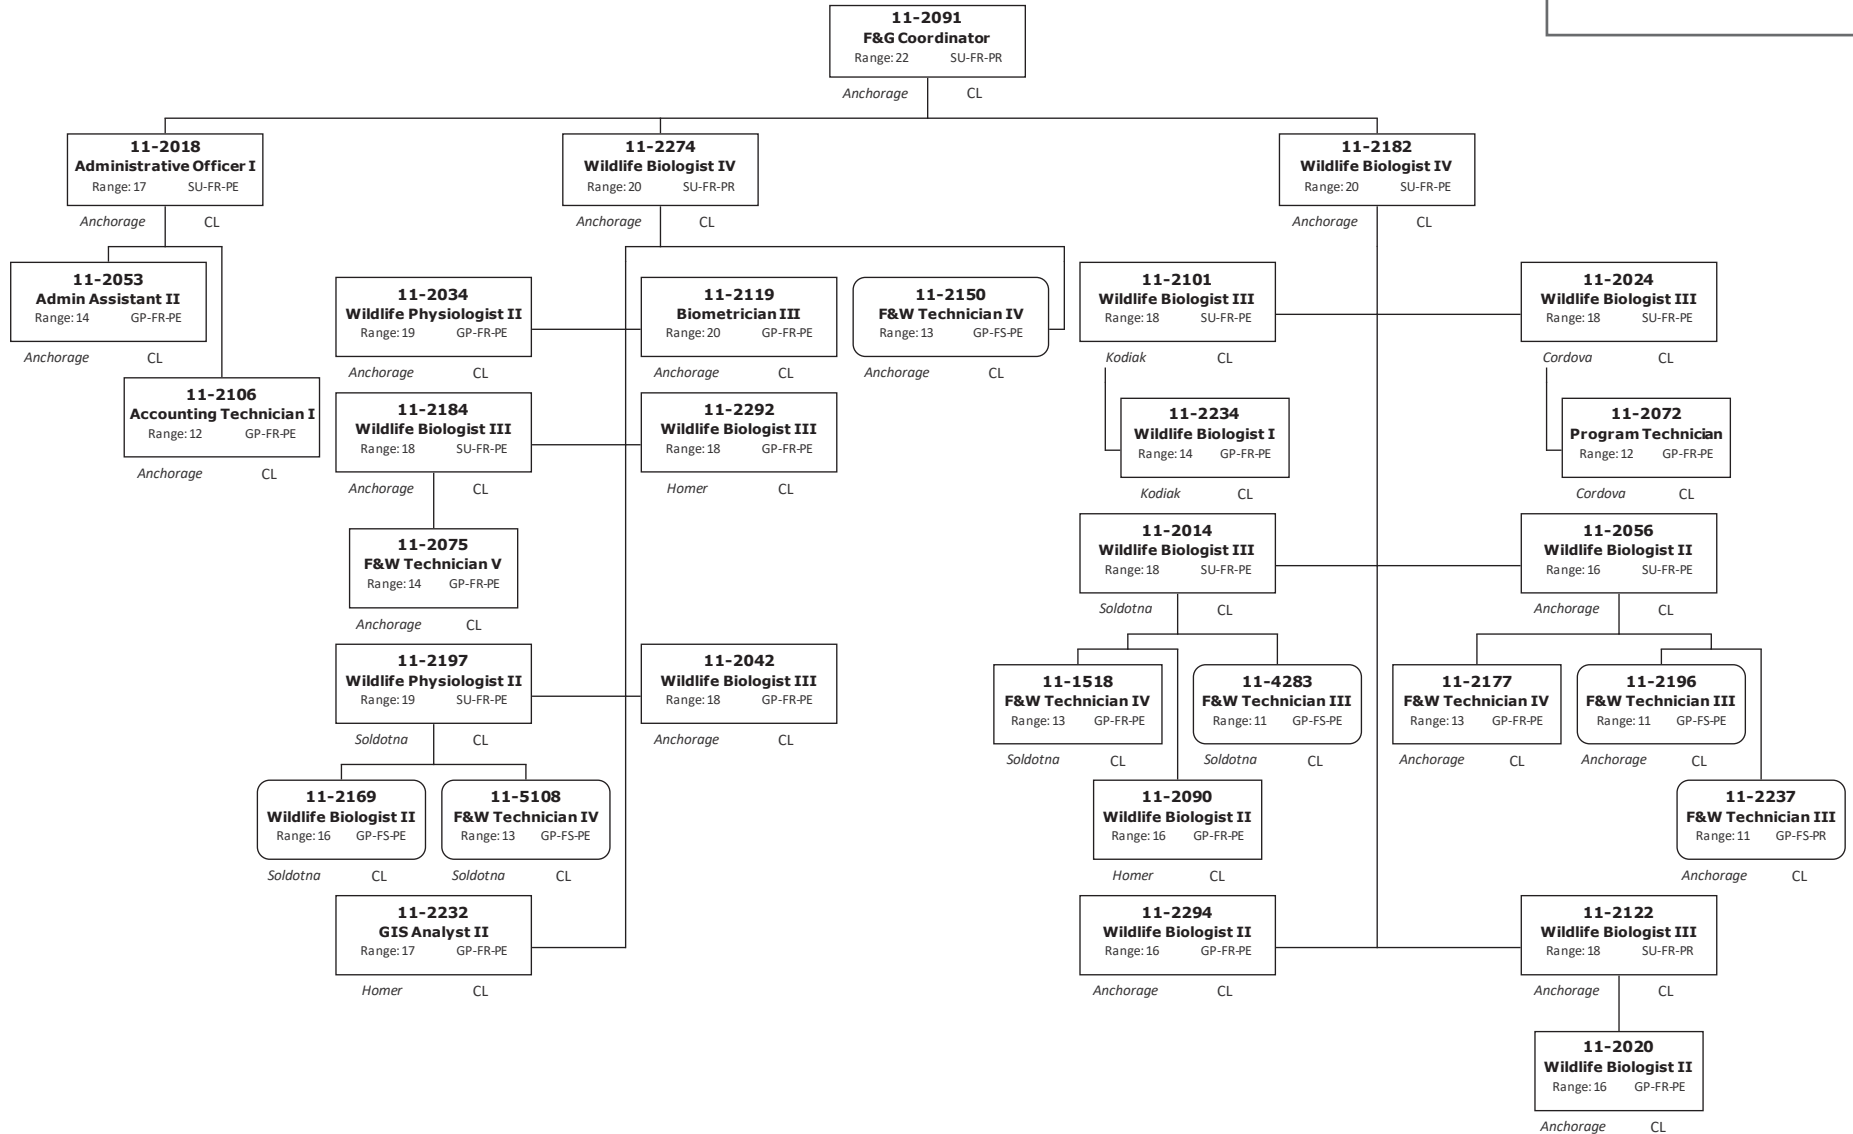 11-2091
F&G Coordinator
Range: 22 SU-FR-PR
Anchorage CL
11-2018
Administrative Officer I
Range: 17 SU-FR-PE
Anchorage CL
11-2274
Wildlife Biologist IV
Range: 20 SU-FR-PR
Anchorage CL
11-2182
Wildlife Biologist IV
Range: 20 SU-FR-PE
Anchorage CL
11-2053
Admin Assistant II
Range: 14 GP-FR-PE
Anchorage CL
11-2106
Accounting Technician I
Range: 12 GP-FR-PE
Anchorage CL
11-2034
Wildlife Physiologist II
Range: 19 GP-FR-PE
Anchorage CL
11-2119
Biometrician III
Range: 20 GP-FR-PE
Anchorage CL
11-2150
F&W Technician IV
Range: 13 GP-FS-PE
Anchorage CL
11-2184
Wildlife Biologist III
Range: 18 SU-FR-PE
Anchorage CL
11-2292
Wildlife Biologist III
Range: 18 GP-FR-PE
Homer CL
11-2075
F&W Technician V
Range: 14 GP-FR-PE
Anchorage CL
11-2197
Wildlife Physiologist II
Range: 19 SU-FR-PE
Soldotna CL
11-2042
Wildlife Biologist III
Range: 18 GP-FR-PE
Anchorage CL
11-2169
Wildlife Biologist II
Range: 16 GP-FS-PE
Soldotna CL
11-5108
F&W Technician IV
Range: 13 GP-FS-PE
Soldotna CL
11-2232
GIS Analyst II
Range: 17 GP-FR-PE
Homer CL
11-2101
Wildlife Biologist III
Range: 18 SU-FR-PE
Kodiak CL
11-2024
Wildlife Biologist III
Range: 18 SU-FR-PE
Cordova CL
11-2234
Wildlife Biologist I
Range: 14 GP-FR-PE
Kodiak CL
11-2072
Program Technician
Range: 12 GP-FR-PE
Cordova CL
11-2014
Wildlife Biologist III
Range: 18 SU-FR-PE
Soldotna CL
11-2056
Wildlife Biologist II
Range: 16 SU-FR-PE
Anchorage CL
11-1518
F&W Technician IV
Range: 13 GP-FR-PE
Soldotna CL
11-4283
F&W Technician III
Range: 11 GP-FS-PE
Soldotna CL
11-2177
F&W Technician IV
Range: 13 GP-FR-PE
Anchorage CL
11-2196
F&W Technician III
Range: 11 GP-FS-PE
Anchorage CL
11-2090
Wildlife Biologist II
Range: 16 GP-FR-PE
Homer CL
11-2237
F&W Technician III
Range: 11 GP-FS-PR
Anchorage CL
11-2294
Wildlife Biologist II
Range: 16 GP-FR-PE
Anchorage CL
11-2122
Wildlife Biologist III
Range: 18 SU-FR-PR
Anchorage CL
11-2020
Wildlife Biologist II
Range: 16 GP-FR-PE
Anchorage CL